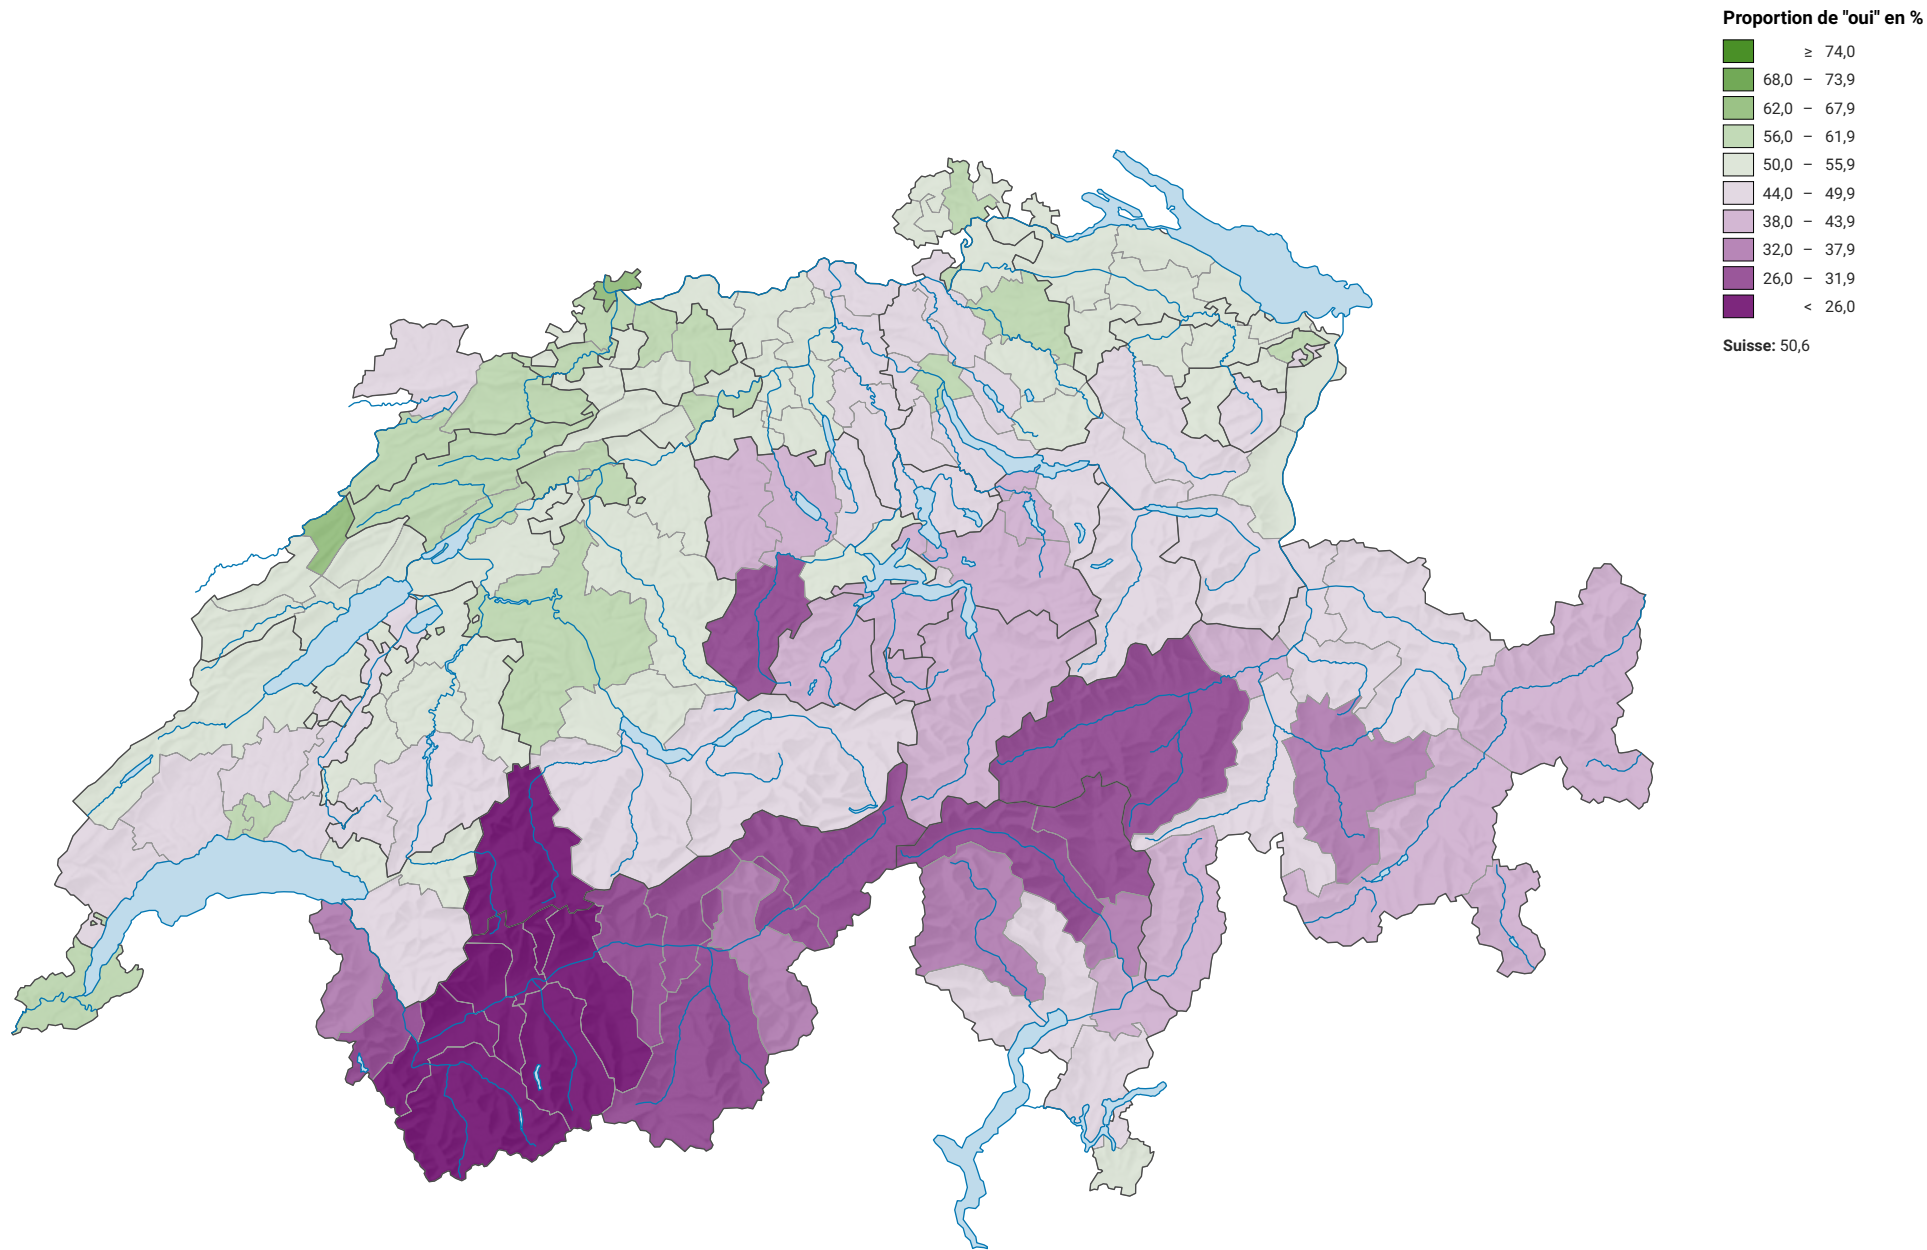 Proportion de "oui" en %
≥ 74,0
68,0 – 73,9
62,0 – 67,9
56,0 – 61,9
50,0 – 55,9
44,0 – 49,9
38,0 – 43,9
32,0 – 37,9
26,0 – 31,9
< 26,0
Suisse: 50,6